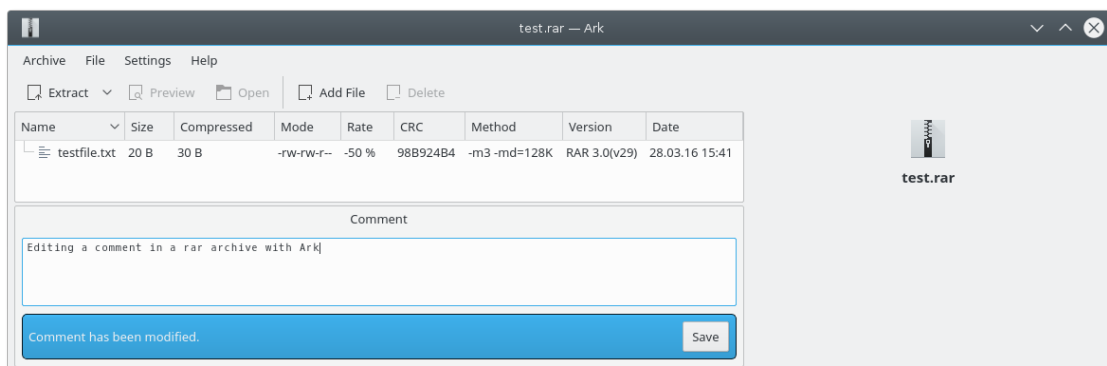 test.rar — Ark
Archive File Settings Help
Extract Preview Open Add File Delete
Name Size Compressed Mode Rate CRC Method Version Date
testfile.txt 20 B 30 B -rw-rw-r-- -50 % 98B924B4 -m3 -md=128K RAR 3.0(v29) 28.03.16 15:41
test.rar
Comment
Editing a comment in a rar archive with Ark
Comment has been modified. Save